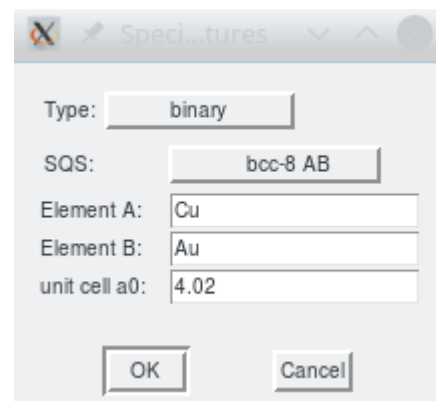 Speci...tures
Type: binary
SQS: bcc-8 AB
Element A: Cu
Element B: Au
unit cell a0: 4.02
OK Cancel